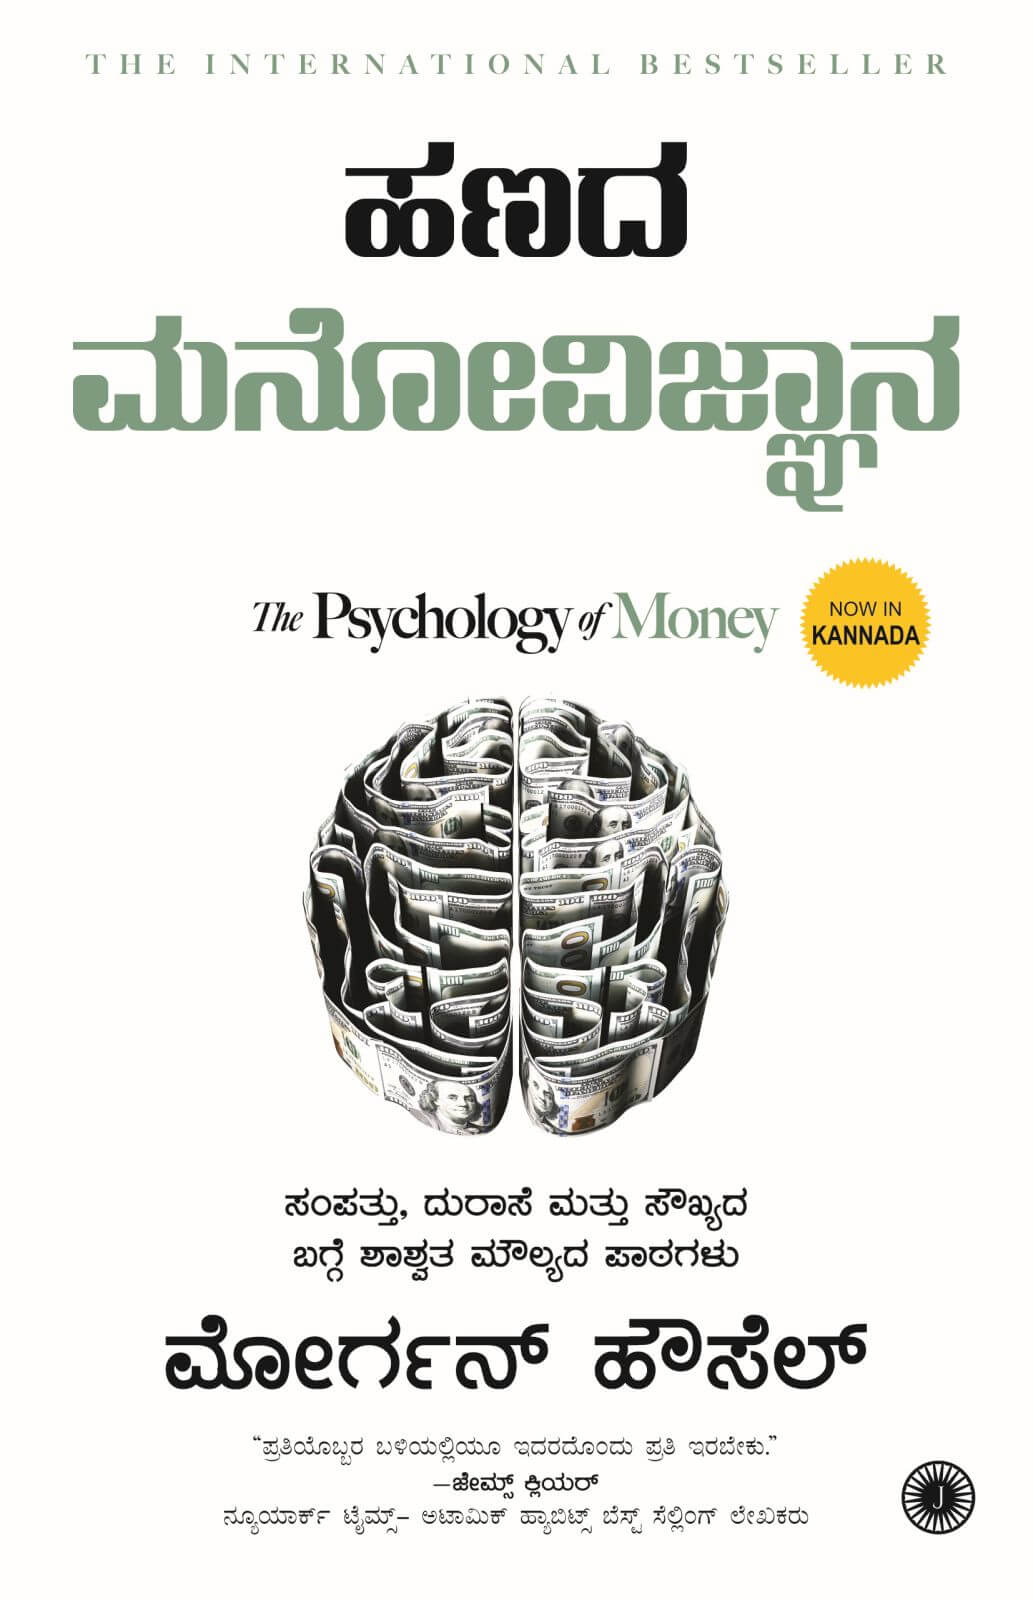 THE INTERNATIONAL BESTSELLER
ಹಣದ
ಮನೋವಿಜ್ಞಾನ
The Psychology of Money
NOW IN
KANNADA
ಸಂಪತ್ತು, ದುರಾಸೆ ಮತ್ತು ಸೌಖ್ಯದ
ಬಗ್ಗೆ ಶಾಶ್ವತ ಮೌಲ್ಯದ ಪಾಠಗಳು
ಮೋರ್ಗನ್ ಹೌಸೆಲ್
“ಪ್ರತಿಯೊಬ್ಬರ ಬಳಿಯಲ್ಲಿಯೂ ಇದರದೊಂದು ಪ್ರತಿ ಇರಬೇಕು.”
—ಜೇಮ್ಸ್ ಕ್ಲಿಯರ್
ನ್ಯೂಯಾರ್ಕ್ ಟೈಮ್ಸ್– ಅಟಾಮಿಕ್ ಹ್ಯಾಬಿಟ್ಸ್ ಬೆಸ್ಟ್ ಸೆಲ್ಲಿಂಗ್ ಲೇಖಕರು
J